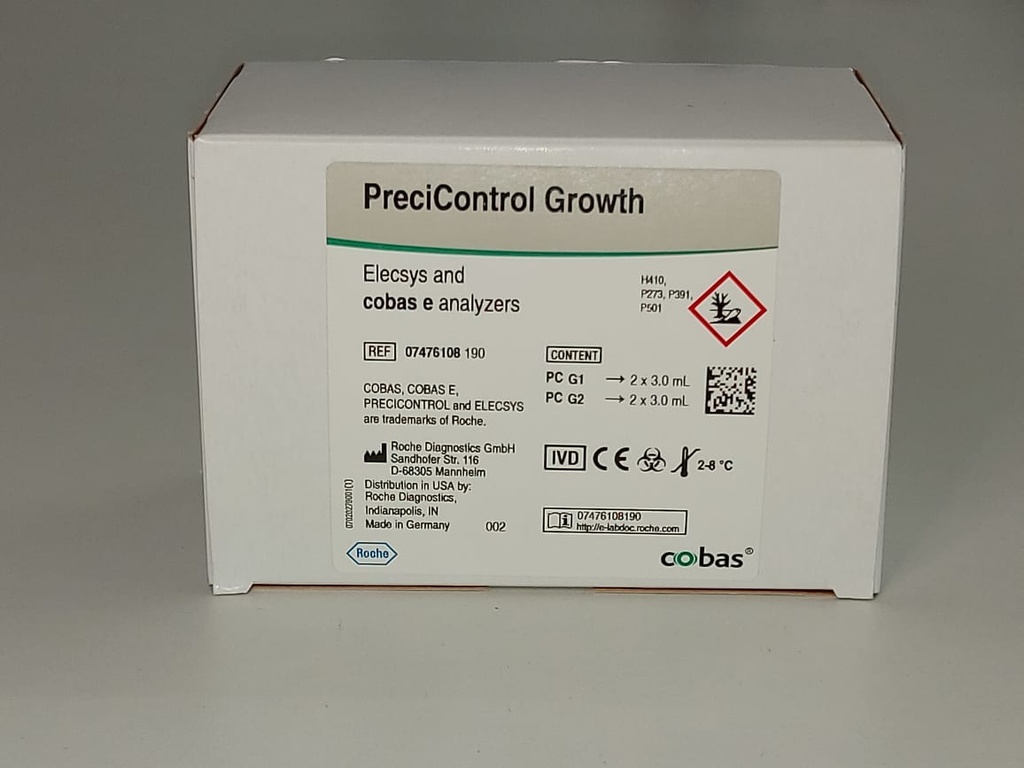 PreciControl Growth
Elecsys and
cobas e analyzers
H410,
P273, P391,
P501
REF 07476108 190
CONTENT
PC G1 → 2 x 3.0 mL
PC G2 → 2 x 3.0 mL
COBAS, COBAS E,
PRECICONTROL and ELECSYS
are trademarks of Roche.
Roche Diagnostics GmbH
Sandhofer Str. 116
D-68305 Mannheim
Distribution in USA by:
Roche Diagnostics,
Indianapolis, IN
Made in Germany 002
IVD CE 2-8 °C
07476108190
http://e-labdoc.roche.com
Roche
cobas®